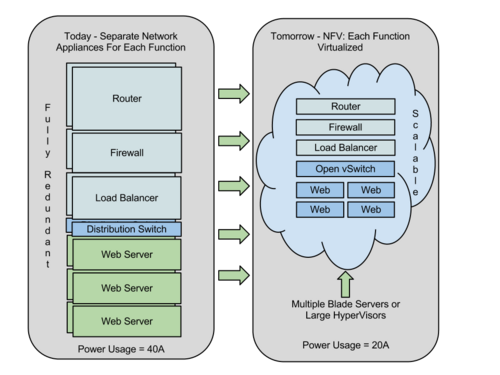 Today - Separate Network
Appliances For Each Function
Fully Redundant
Router
Firewall
Load Balancer
Distribution Switch
Web Server
Web Server
Web Server
Power Usage = 40A
Tomorrow - NFV: Each Function
Virtualized
Router
Firewall
Load Balancer
Open vSwitch
Web Web
Web Web
Scalable
Multiple Blade Servers or
Large HyperVisors
Power Usage = 20A